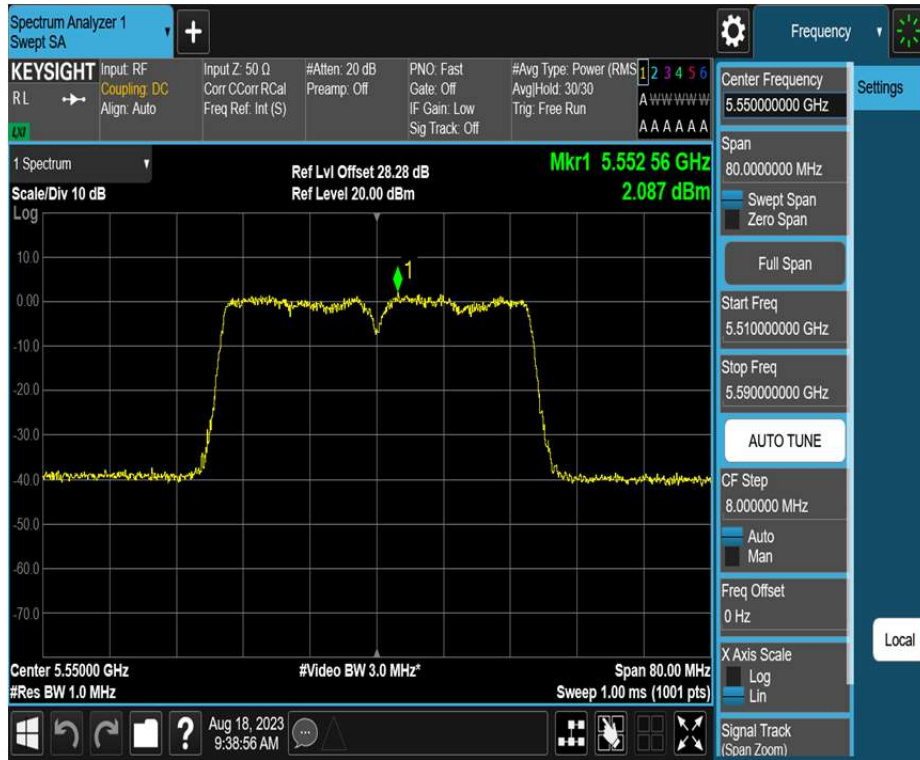 Spectrum Analyzer 1
Swept SA
+
Frequency
KEYSIGHT
RL
LXI
Input: RF
Coupling: DC
Align: Auto
Input Z: 50 Ω
Corr CCorr RCal
Freq Ref: Int (S)
#Atten: 20 dB
Preamp: Off
PNO: Fast
Gate: Off
IF Gain: Low
Sig Track: Off
#Avg Type: Power (RMS
Avg|Hold: 30/30
Trig: Free Run
1 2 3 4 5 6
A W W W W W
A A A A A A
1 Spectrum
Scale/Div 10 dB
Log
Ref Lvl Offset 28.28 dB
Ref Level 20.00 dBm
Mkr1 5.552 56 GHz
2.087 dBm
10.0
0.00
-10.0
-20.0
-30.0
-40.0
-50.0
-60.0
-70.0
1
Center 5.55000 GHz
#Res BW 1.0 MHz
#Video BW 3.0 MHz*
Span 80.00 MHz
Sweep 1.00 ms (1001 pts)
?
Aug 18, 2023
9:38:56 AM
Center Frequency
5.55000000 GHz
Span
80.0000000 MHz
Swept Span
Zero Span
Full Span
Start Freq
5.510000000 GHz
Stop Freq
5.590000000 GHz
AUTO TUNE
CF Step
8.000000 MHz
Auto
Man
Freq Offset
0 Hz
X Axis Scale
Log
Lin
Signal Track
(Span Zoom)
Settings
Local